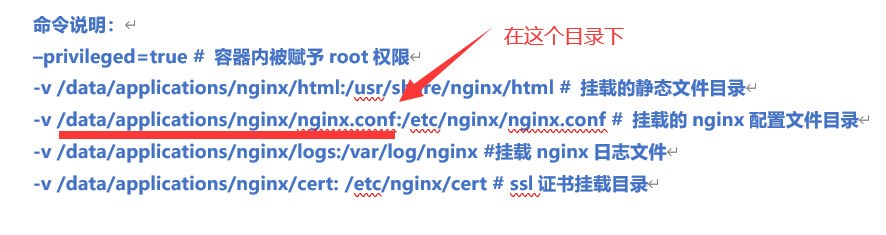 命令说明：
在这个目录下
–privileged=true # 容器内被赋予 root 权限
-v /data/applications/nginx/html:/usr/share/nginx/html # 挂载的静态文件目录
-v /data/applications/nginx/nginx.conf:/etc/nginx/nginx.conf # 挂载的 nginx 配置文件目录
-v /data/applications/nginx/logs:/var/log/nginx #挂载 nginx 日志文件
-v /data/applications/nginx/cert: /etc/nginx/cert # ssl 证书挂载目录